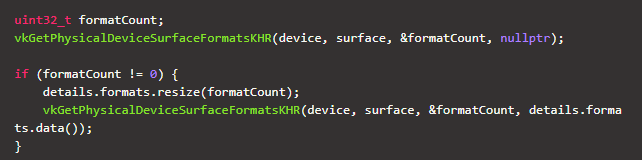 uint32_t formatCount;
vkGetPhysicalDeviceSurfaceFormatsKHR(device, surface, &formatCount, nullptr);

if (formatCount != 0) {
    details.formats.resize(formatCount);
    vkGetPhysicalDeviceSurfaceFormatsKHR(device, surface, &formatCount, details.forma
ts.data());
}